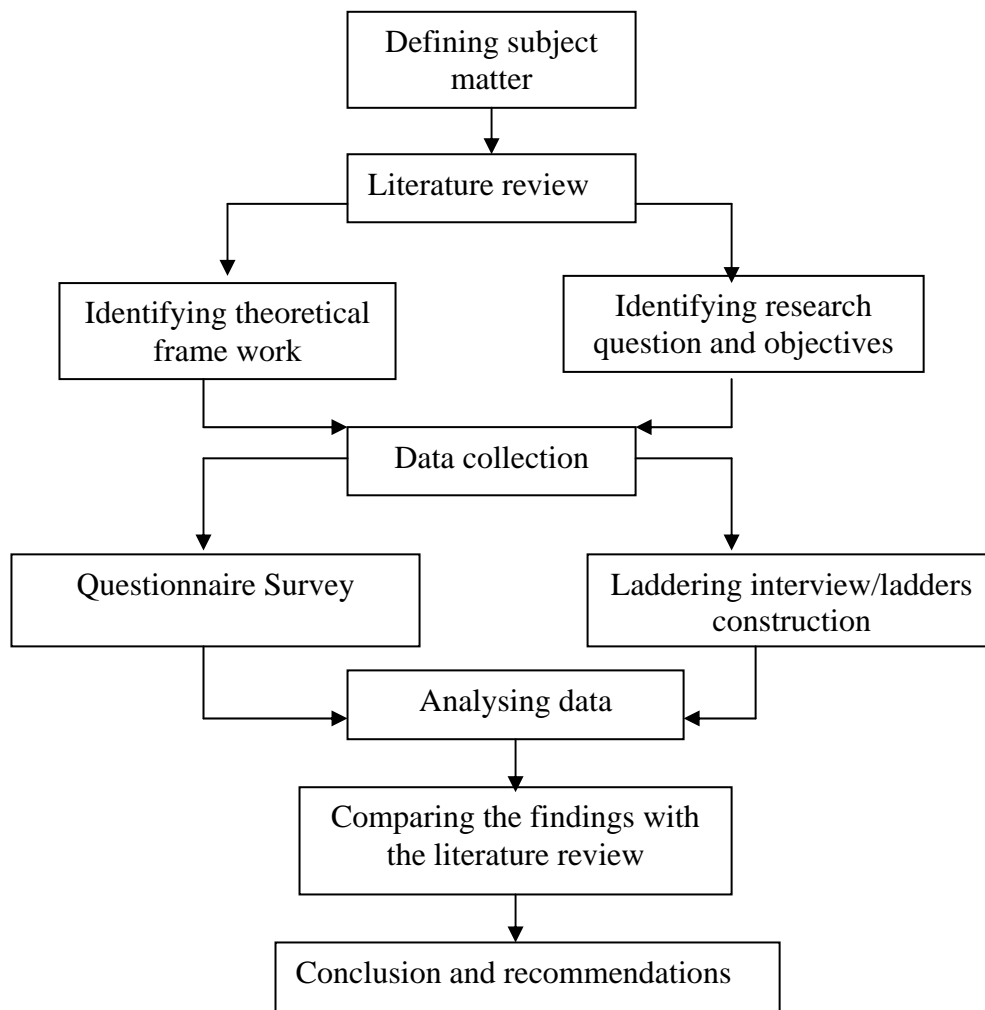 Defining subject
matter
Literature review
Identifying theoretical
frame work
Identifying research
question and objectives
Data collection
Questionnaire Survey
Laddering interview/ladders
construction
Analysing data
Comparing the findings with
the literature review
Conclusion and recommendations